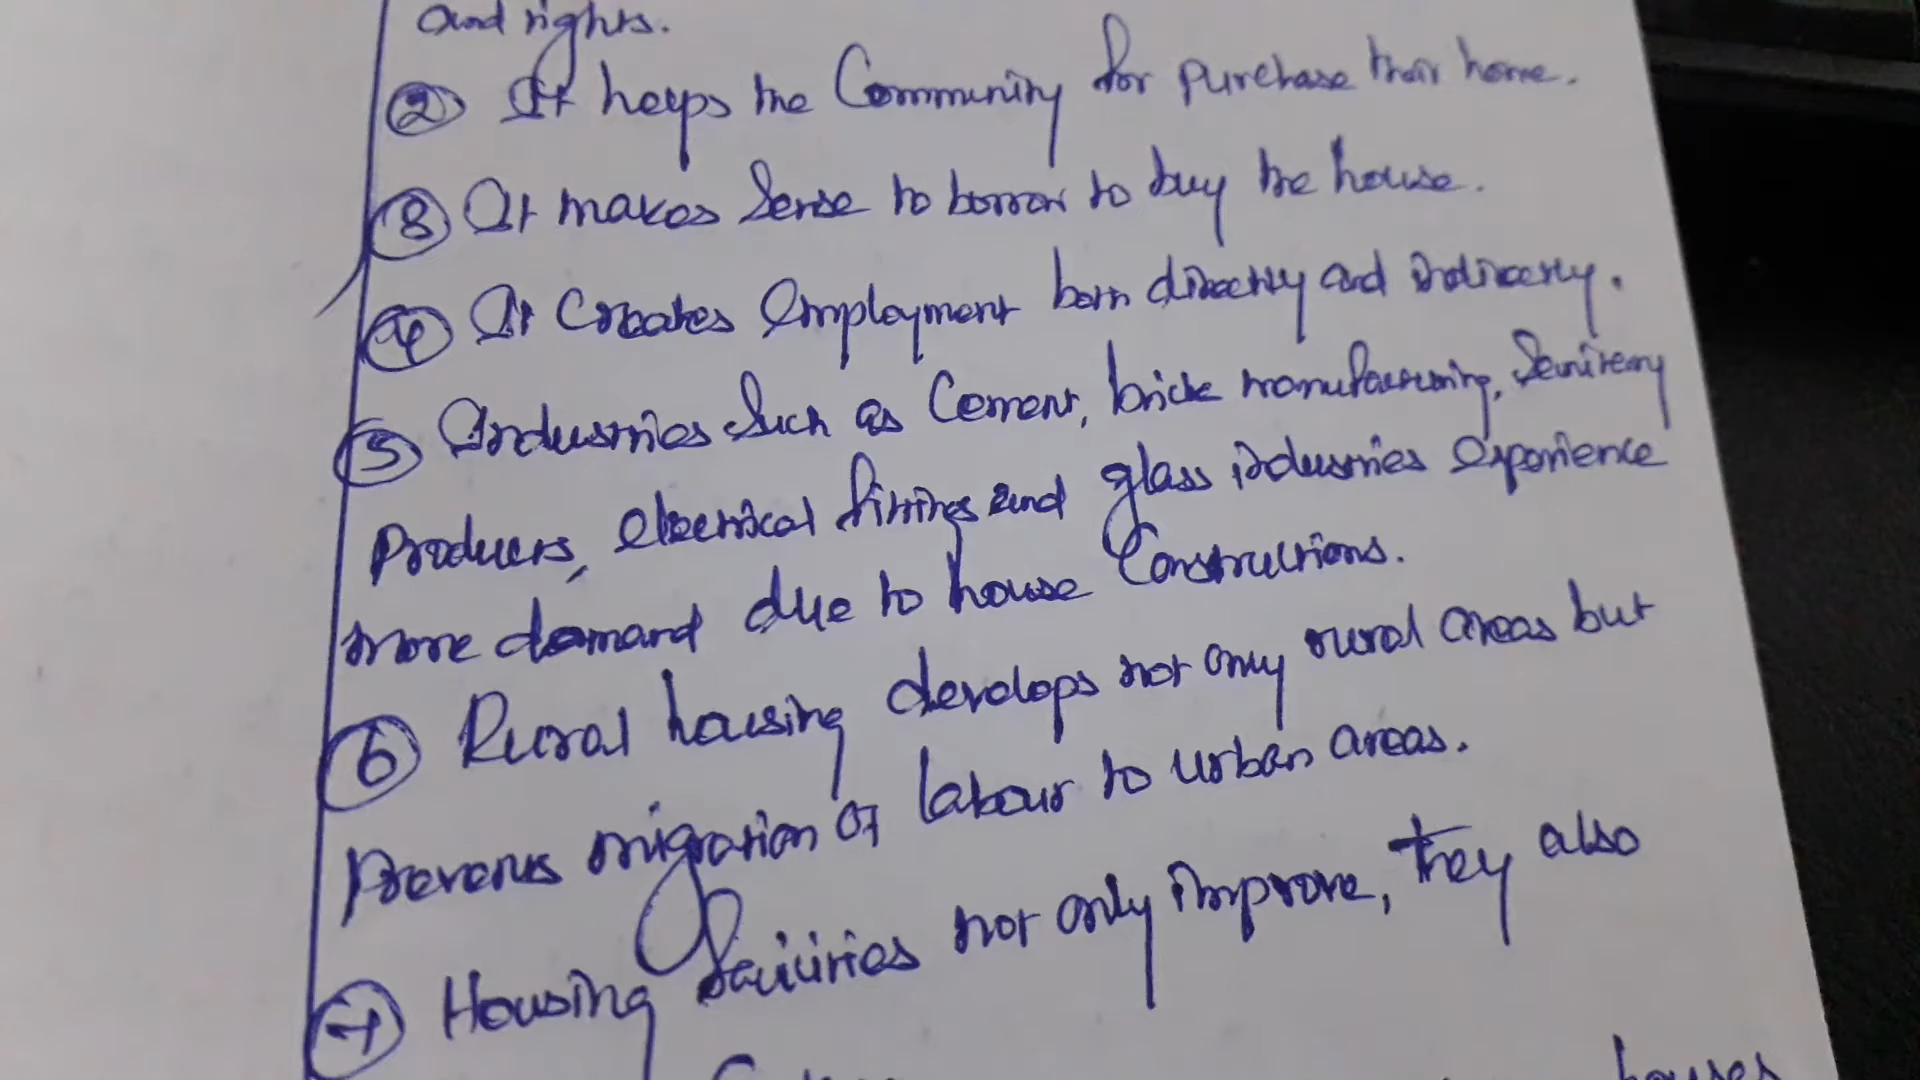 and rights.
② It helps the Community for purchase their home.
③ It makes Sense to borrow to buy the house.
④ It Creates Employment both directly and indirectly.
⑤ Industries Such as Cement, brick manufacturing, Sanitary
Products, electrical fittings and glass industries experience
more demand due to house Constructions.
⑥ Rural housing develops not only rural areas but
Prevents migration of labour to urban areas.
⑦ Housing facilities not only improve, they also
houses